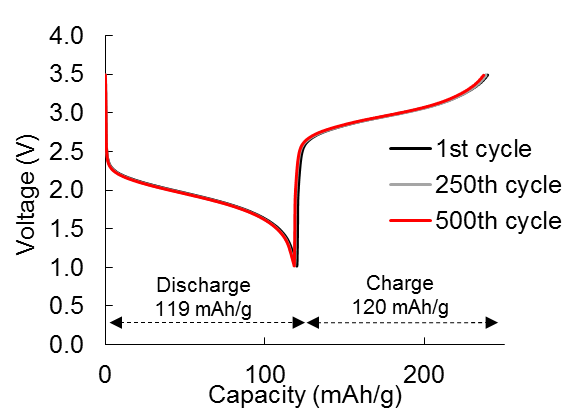 4.0
3.5
3.0
2.5
2.0
1.5
1.0
0.5
0.0
Voltage (V)
1st cycle
250th cycle
500th cycle
Discharge
119 mAh/g
Charge
120 mAh/g
0
100
200
Capacity (mAh/g)